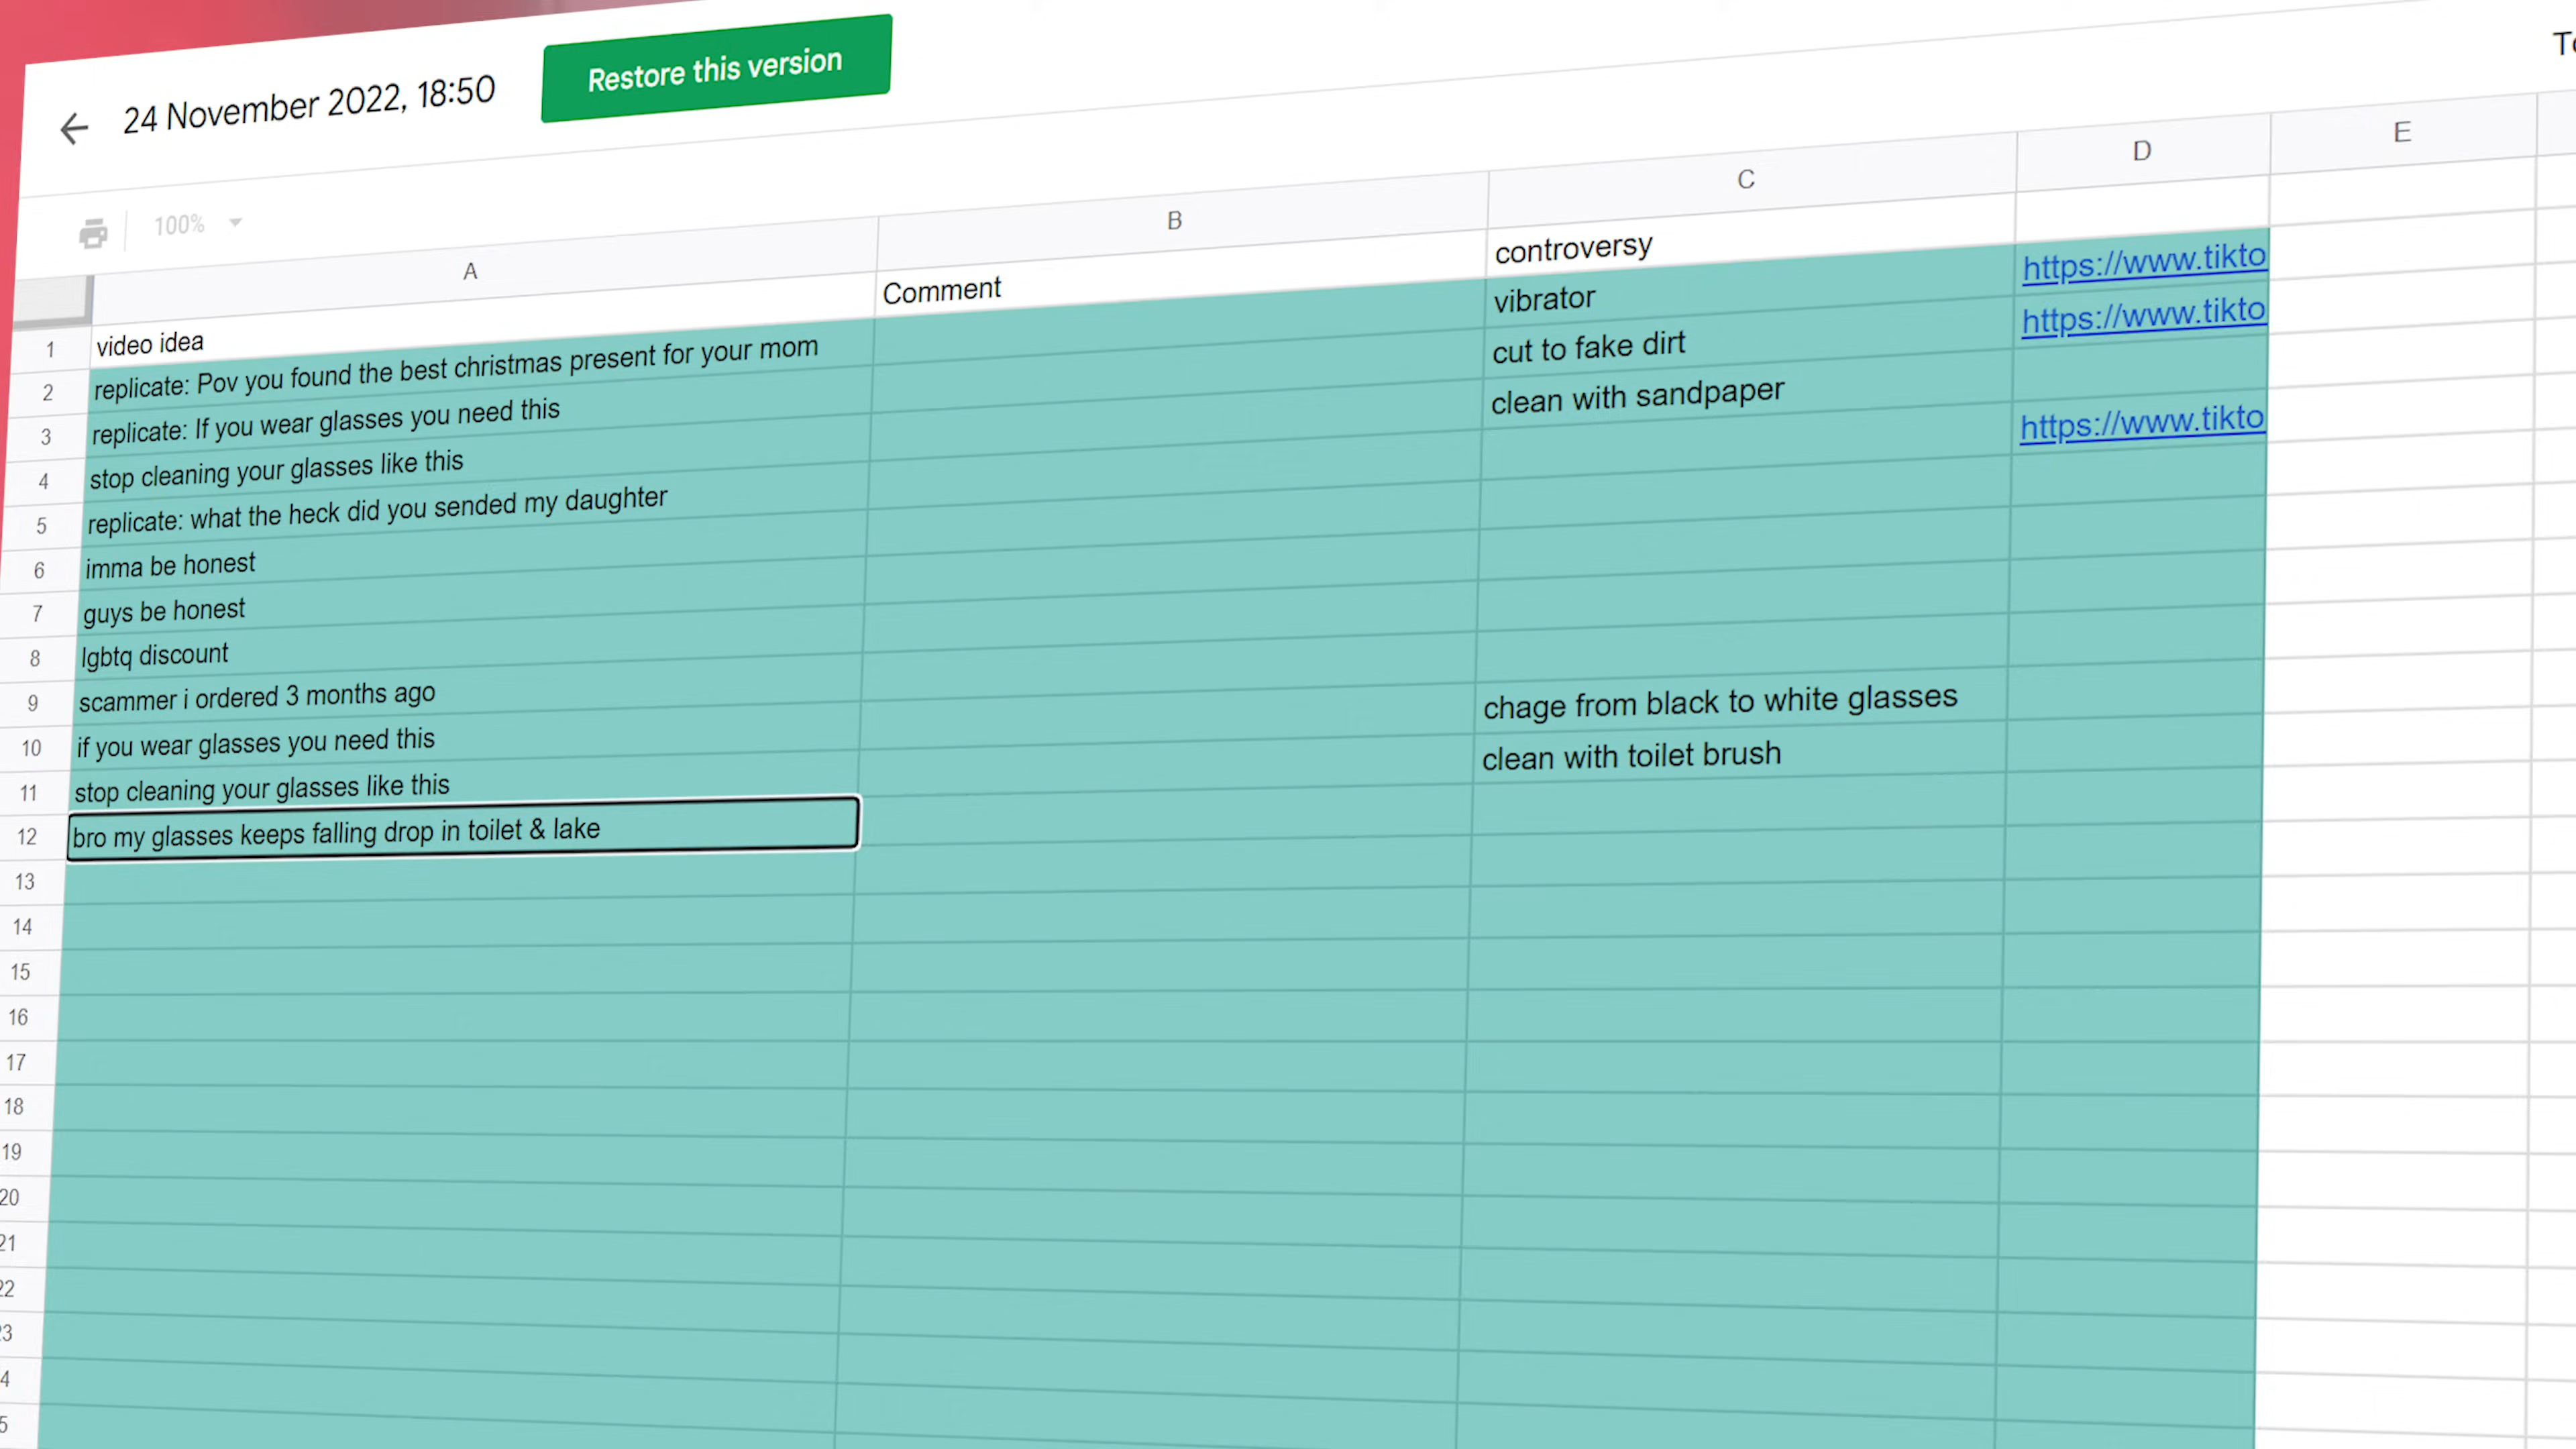 24 November 2022, 18:50 Restore this version
100%
A B C D E
1 video idea Comment controversy
2 replicate: Pov you found the best christmas present for your mom vibrator https://www.tikto
3 replicate: If you wear glasses you need this cut to fake dirt https://www.tikto
4 stop cleaning your glasses like this clean with sandpaper
5 replicate: what the heck did you sended my daughter https://www.tikto
6 imma be honest
7 guys be honest
8 lgbtq discount
9 scammer i ordered 3 months ago
10 if you wear glasses you need this chage from black to white glasses
11 stop cleaning your glasses like this clean with toilet brush
12 bro my glasses keeps falling drop in toilet & lake
13
14
15
16
17
18
19
20
21
22
23
4
5